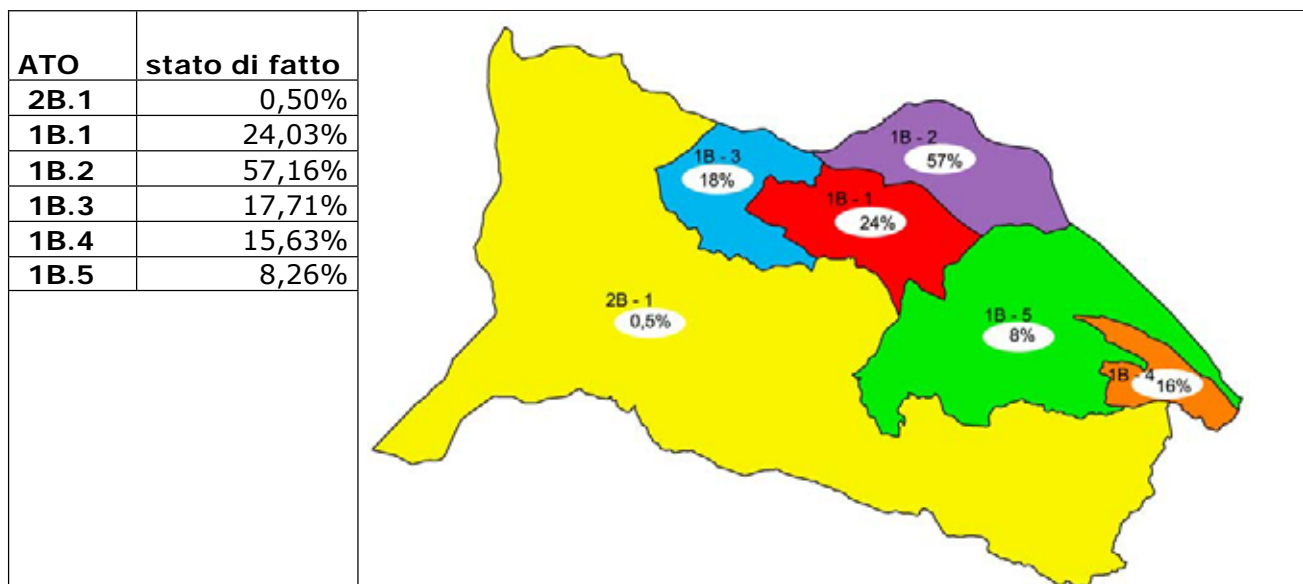 ATO stato di fatto
2B.1 0,50%
1B.1 24,03%
1B.2 57,16%
1B.3 17,71%
1B.4 15,63%
1B.5 8,26%
1B - 2
57%
1B - 3
18%
1B - 1
24%
2B - 1
0,5%
1B - 5
8%
1B - 4
16%